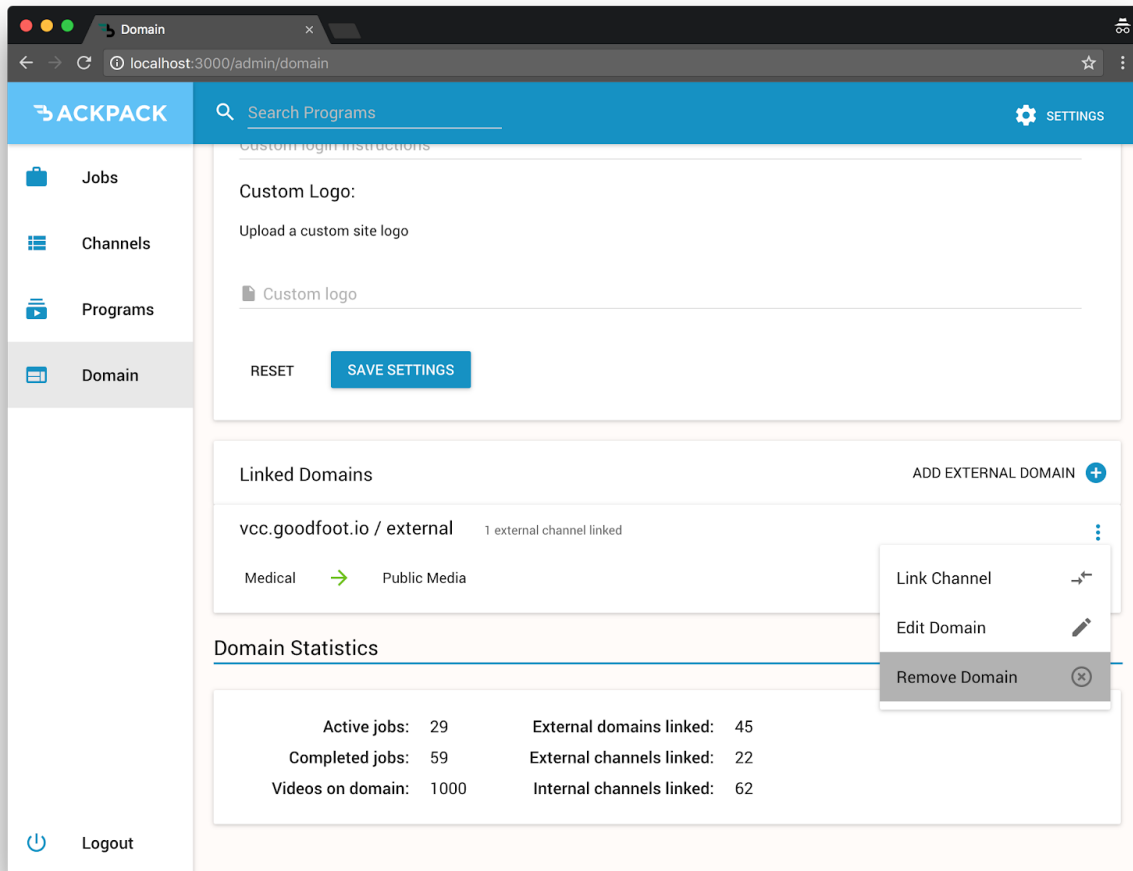 Domain
localhost:3000/admin/domain
BACKPACK
Search Programs
SETTINGS
Jobs
Channels
Programs
Domain
Logout
Custom login instructions
Custom Logo:
Upload a custom site logo
Custom logo
RESET
SAVE SETTINGS
Linked Domains
ADD EXTERNAL DOMAIN
vcc.goodfoot.io / external
1 external channel linked
Medical
Public Media
Link Channel
Edit Domain
Remove Domain
Domain Statistics
Active jobs: 29
External domains linked: 45
Completed jobs: 59
External channels linked: 22
Videos on domain: 1000
Internal channels linked: 62